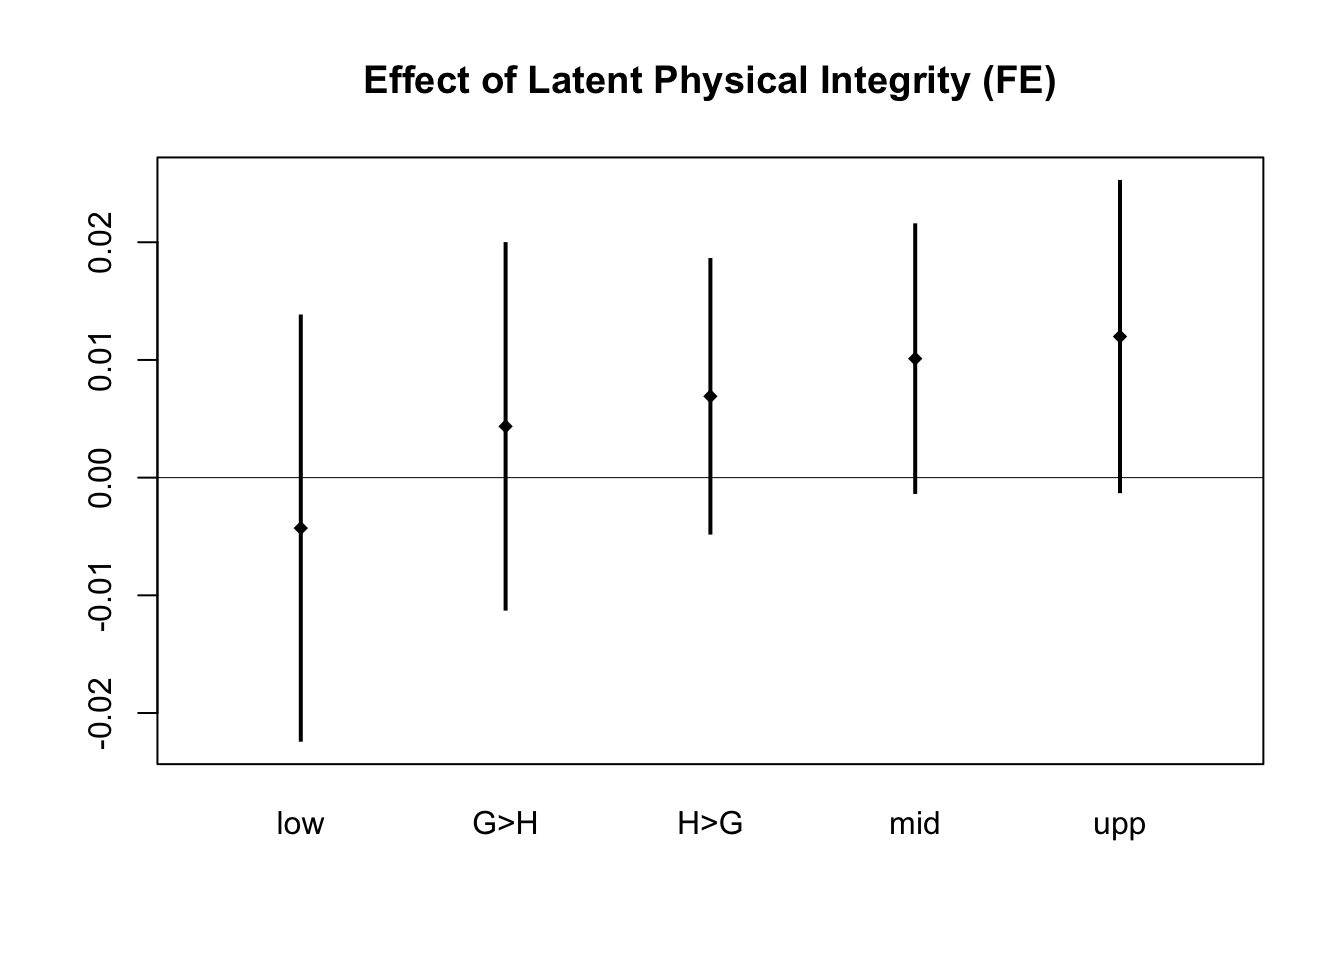 Effect of Latent Physical Integrity (FE)
0.02
0.01
0.00
-0.01
-0.02
low G>H H>G mid upp